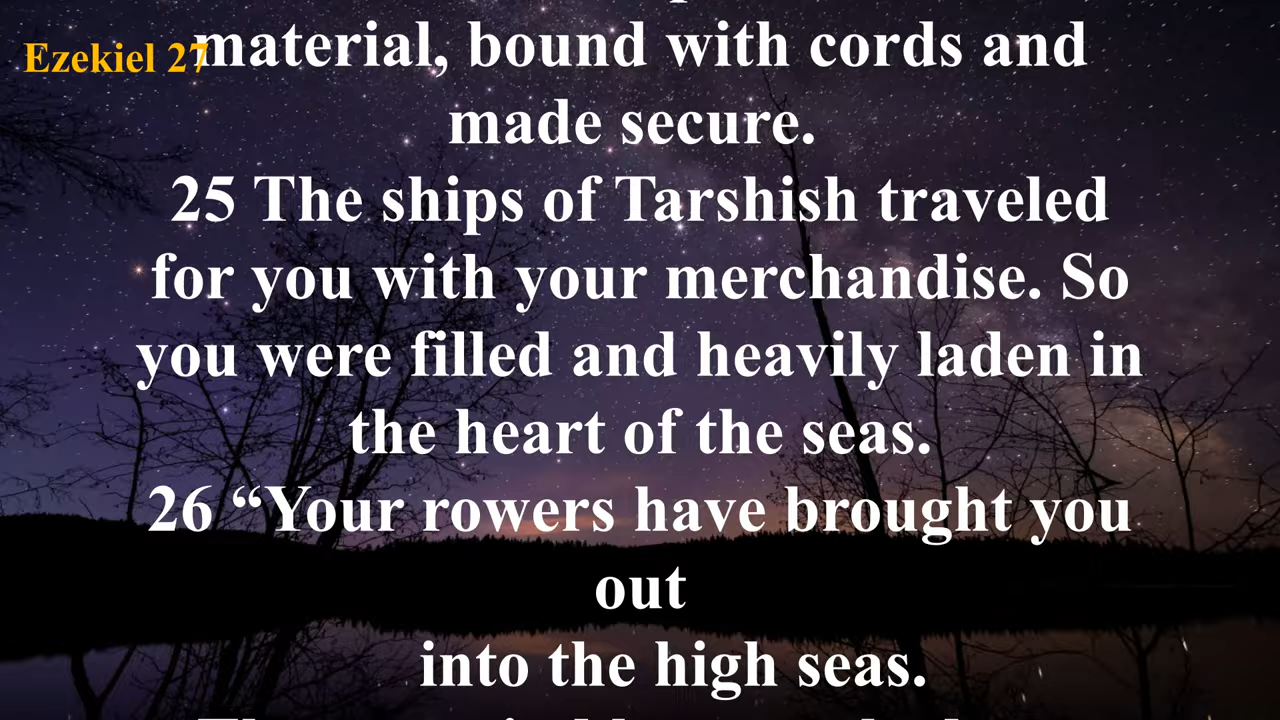 Ezekiel 27
material, bound with cords and
made secure.
25 The ships of Tarshish traveled
for you with your merchandise. So
you were filled and heavily laden in
the heart of the seas.
26 “Your rowers have brought you
out
into the high seas.